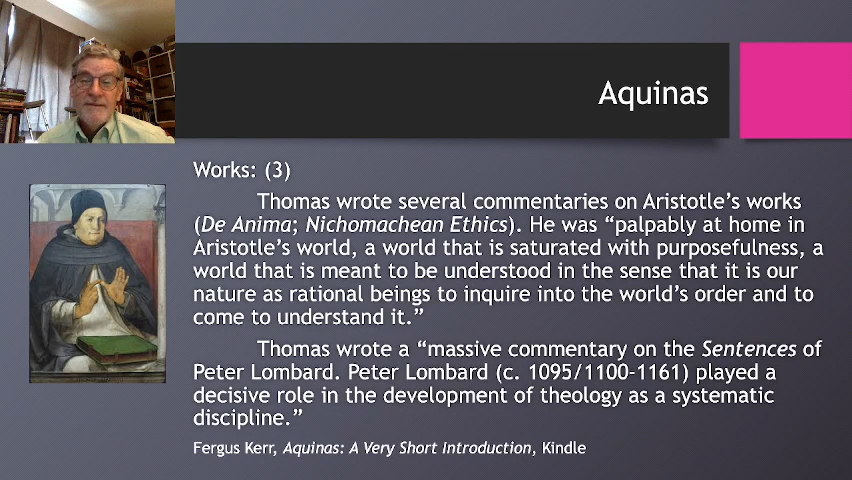 Aquinas
Works: (3)
Thomas wrote several commentaries on Aristotle’s works
(De Anima; Nichomachean Ethics). He was “palpably at home in
Aristotle’s world, a world that is saturated with purposefulness, a
world that is meant to be understood in the sense that it is our
nature as rational beings to inquire into the world’s order and to
come to understand it.”
Thomas wrote a “massive commentary on the Sentences of
Peter Lombard. Peter Lombard (c. 1095/1100-1161) played a
decisive role in the development of theology as a systematic
discipline.”
Fergus Kerr, Aquinas: A Very Short Introduction, Kindle